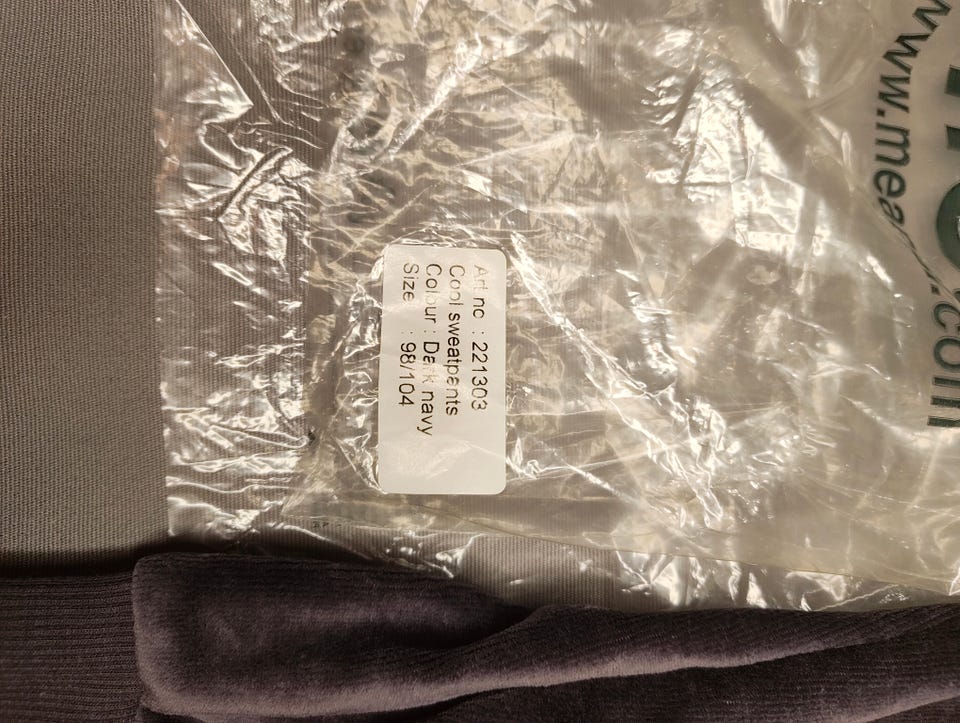 Art no : 221303
Cool sweatpants
Colour : Dark navy
Size : 98/104